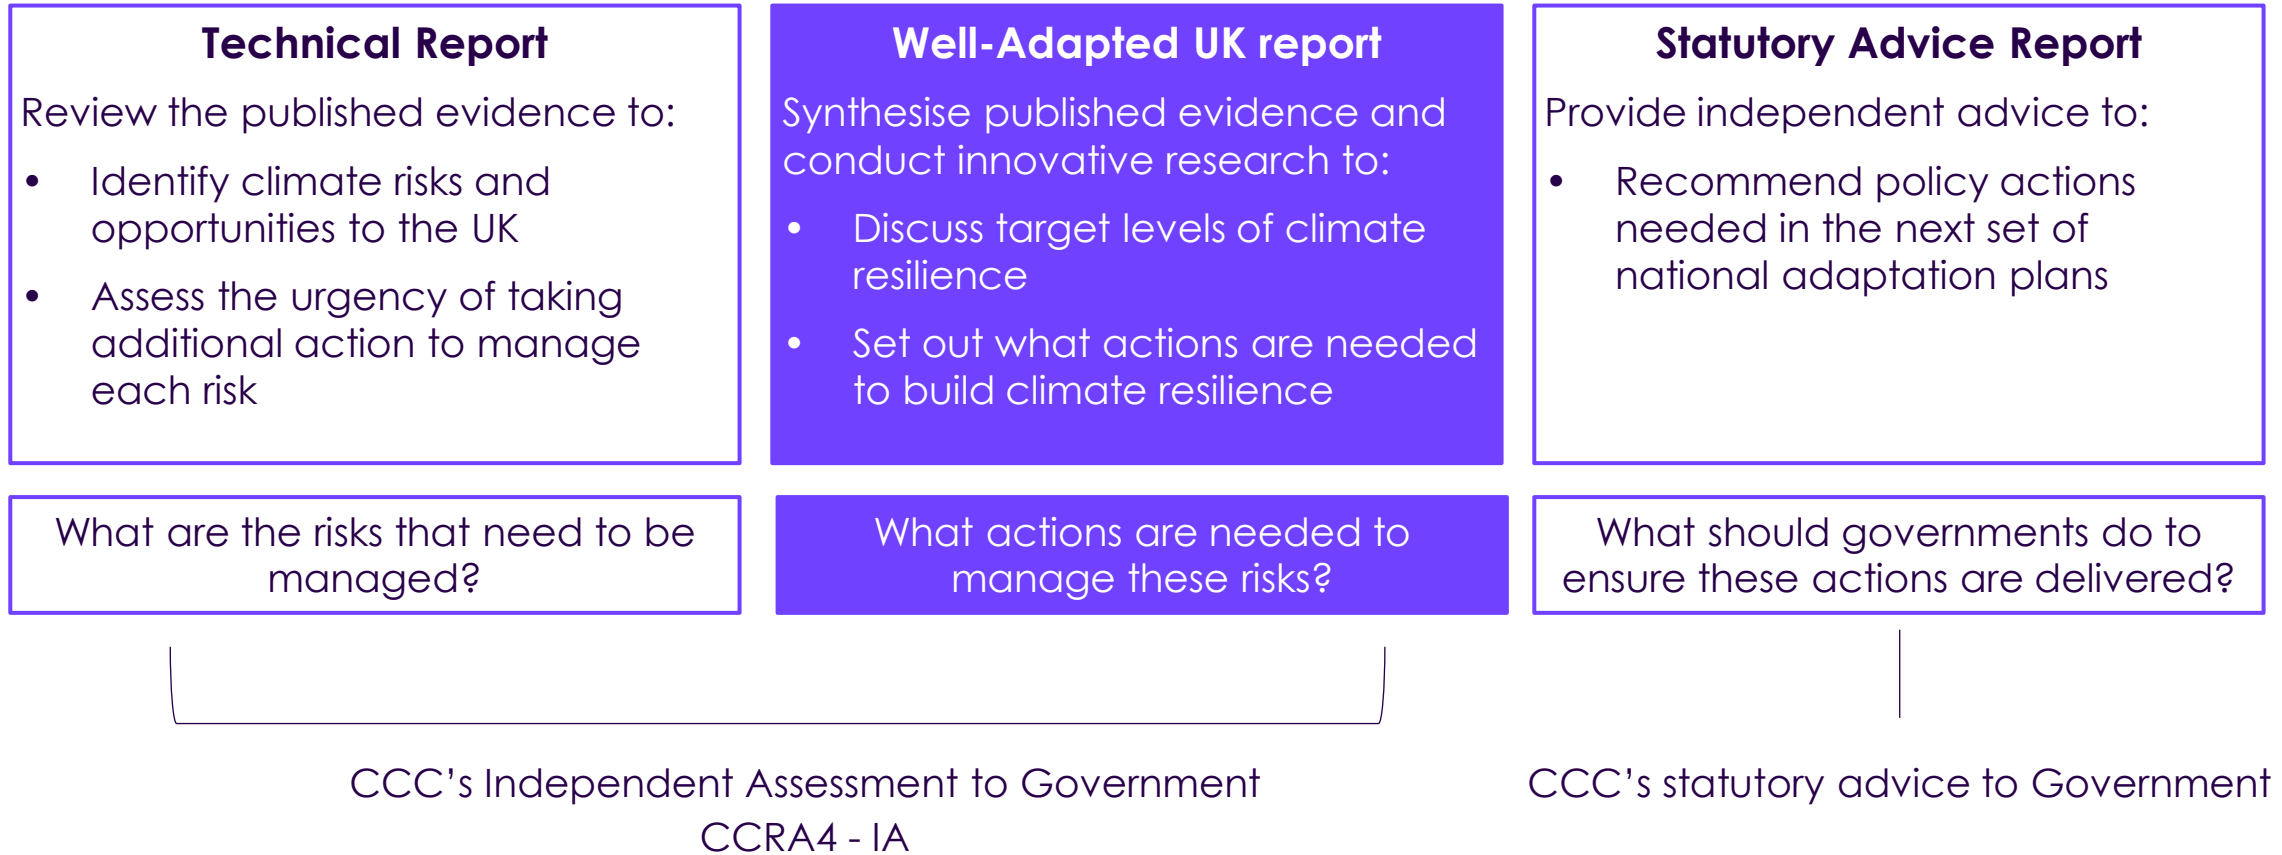 Technical Report
Review the published evidence to:
• Identify climate risks and
opportunities to the UK
• Assess the urgency of taking
additional action to manage
each risk
What are the risks that need to be
managed?
Well-Adapted UK report
Synthesise published evidence and
conduct innovative research to:
• Discuss target levels of climate
resilience
• Set out what actions are needed
to build climate resilience
What actions are needed to
manage these risks?
Statutory Advice Report
Provide independent advice to:
• Recommend policy actions
needed in the next set of
national adaptation plans
What should governments do to
ensure these actions are delivered?
CCC’s Independent Assessment to Government
CCRA4 - IA
CCC’s statutory advice to Government